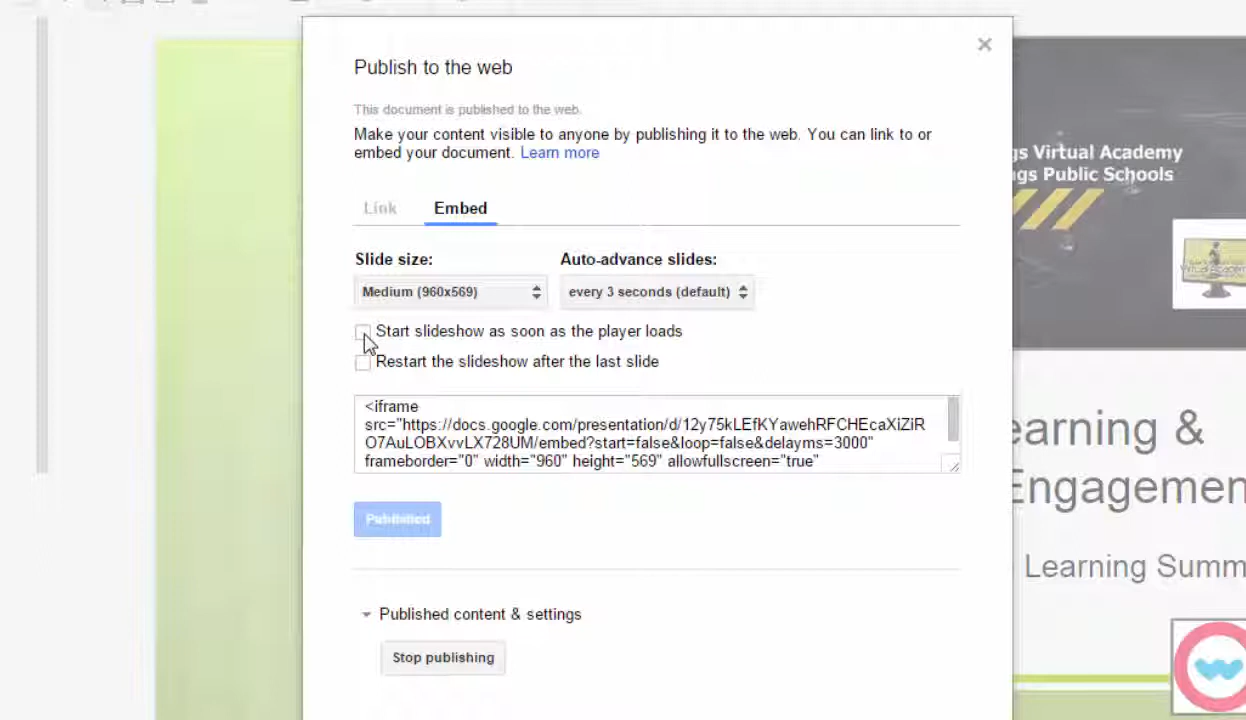 Publish to the web
This document is published to the web.
Make your content visible to anyone by publishing it to the web. You can link to or
embed your document. Learn more
gs Virtual Academy
ngs Public Schools
Link
Embed
Slide size:
Auto-advance slides:
Medium (960x569)
every 3 seconds (default)
Start slideshow as soon as the player loads
Restart the slideshow after the last slide
<iframe
src="https://docs.google.com/presentation/d/12y75kLEfKYawehRFCHEcaXiZiR
O7AuLOBXvvLX728UM/embed?start=false&loop=false&delayms=3000"
frameborder="0" width="960" height="569" allowfullscreen="true"
earning &
Engagemen
Published
Learning Summ
Published content & settings
Stop publishing